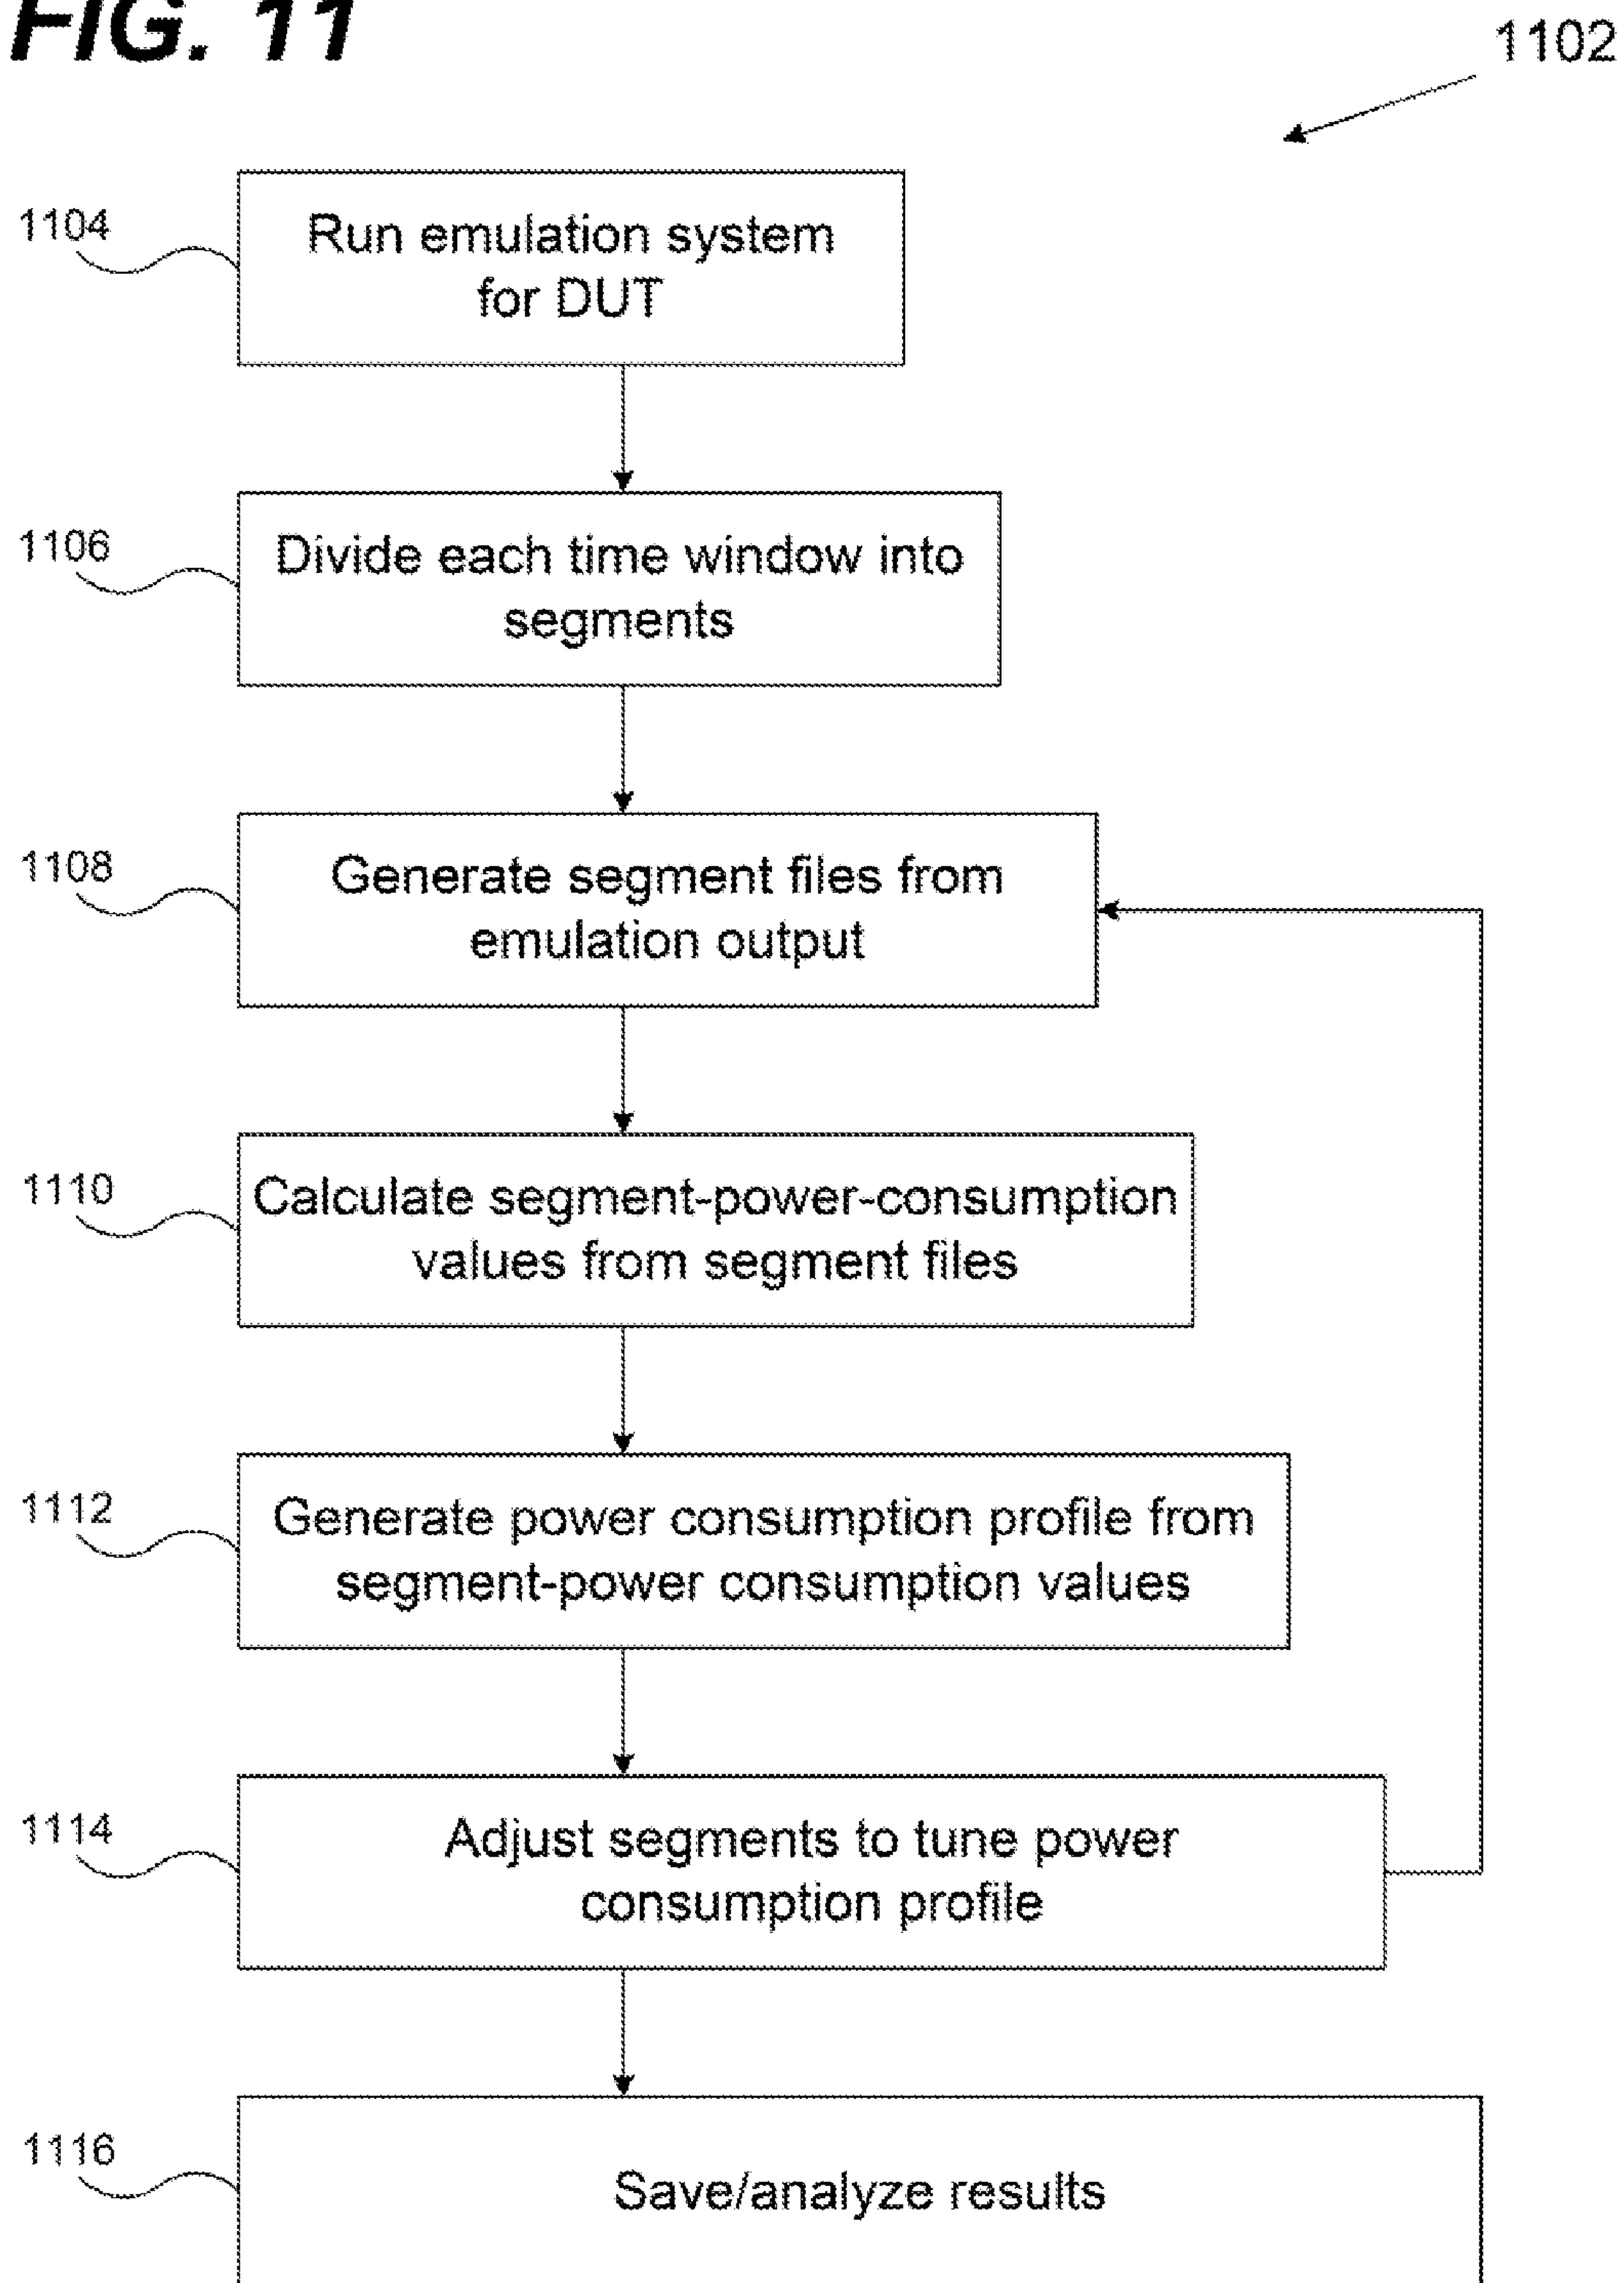 FIG. 11
1102
1104
Run emulation system
for DUT
1106
Divide each time window into
segments
1108
Generate segment files from
emulation output
1110
Calculate segment-power-consumption
values from segment files
1112
Generate power consumption profile from
segment-power consumption values
1114
Adjust segments to tune power
consumption profile
1116
Save/analyze results